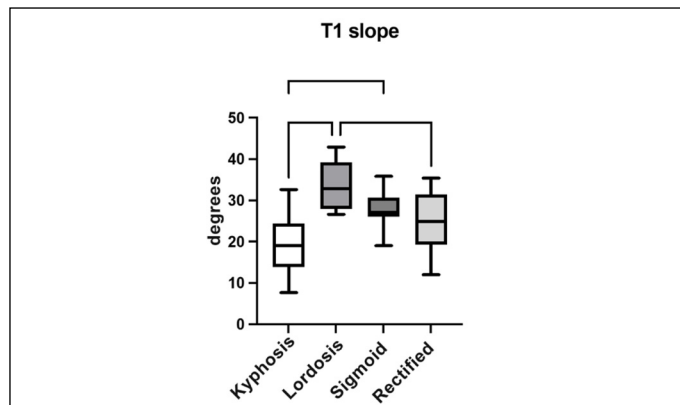 T1 slope
50
40
30
20
10
0
degrees
Kyphosis
Lordosis
Sigmoid
Rectified